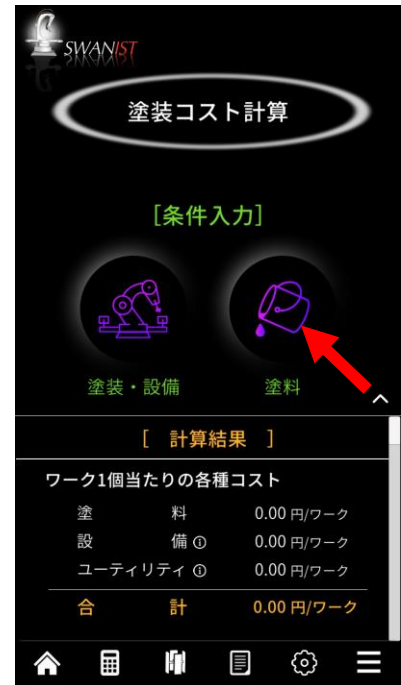 SWANIST
塗装コスト計算
[条件入力]
塗装・設備
塗料
[ 計算結果 ]
ワーク1個当たりの各種コスト
塗 料 0.00 円/ワーク
設 備 0.00 円/ワーク
ユーティリティ 0.00 円/ワーク
合 計 0.00 円/ワーク